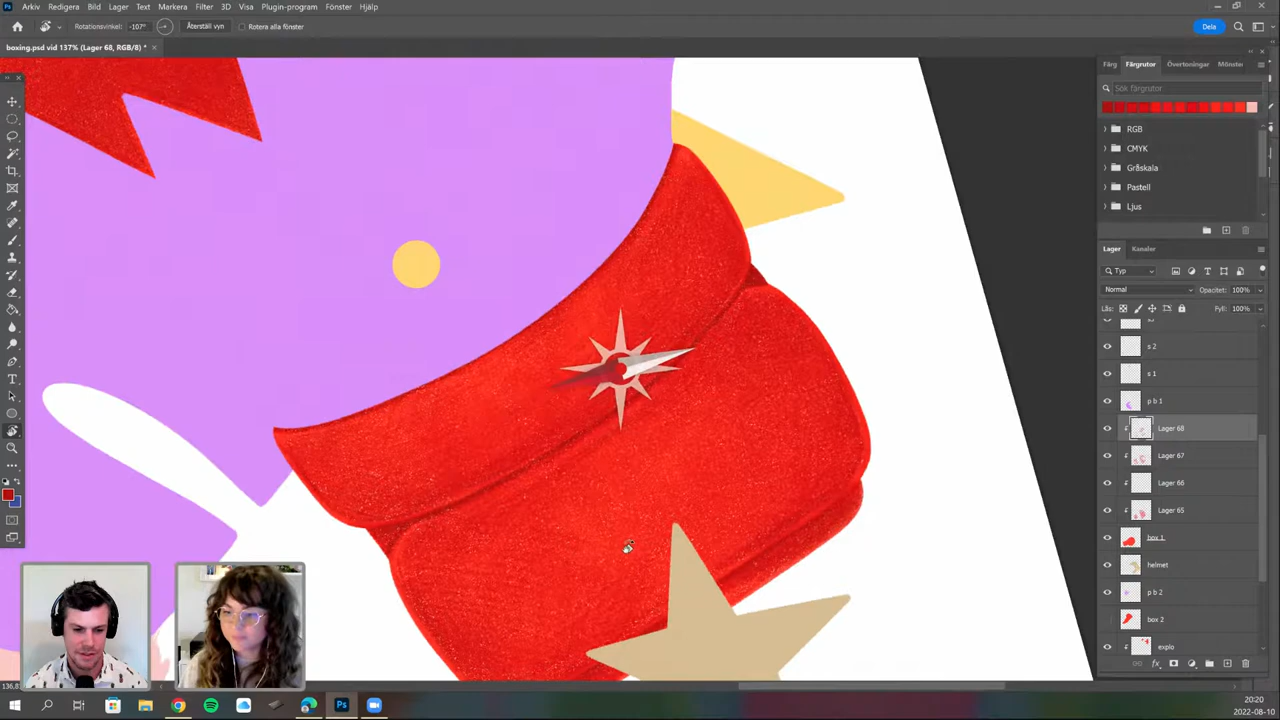 Arkiv Redigera Bild Lager Text Markera Filter 3D Visa Plugin-program Fönster Hjälp
Rotationsvinkel: -107° Återställ vyn Rotera alla fönster Dela
boxing.psd vid 137% (Lager 68, RGB/8) *
Färg Färgrutor Övertoningar Mönster
Sök färgrutor
RGB
CMYK
Gråskala
Pastell
Ljus
Lager Kanaler
Typ
Normal Opacitet: 100%
Lås: Fyll: 100%
s 2
s 1
p b 1
Lager 68
Lager 67
Lager 66
Lager 65
box 1
helmet
p b 2
box 2
explo
Ps
20:20
2022-08-10